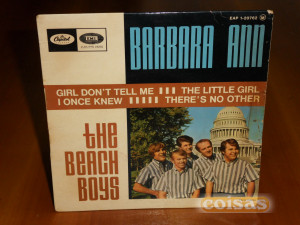 EAP 1-20762
Capitol
EMI
BARBARA ANN
GIRL DON'T TELL ME THE LITTLE GIRL
I ONCE KNEW THERE'S NO OTHER
the
BEACH
BOYS
coisas